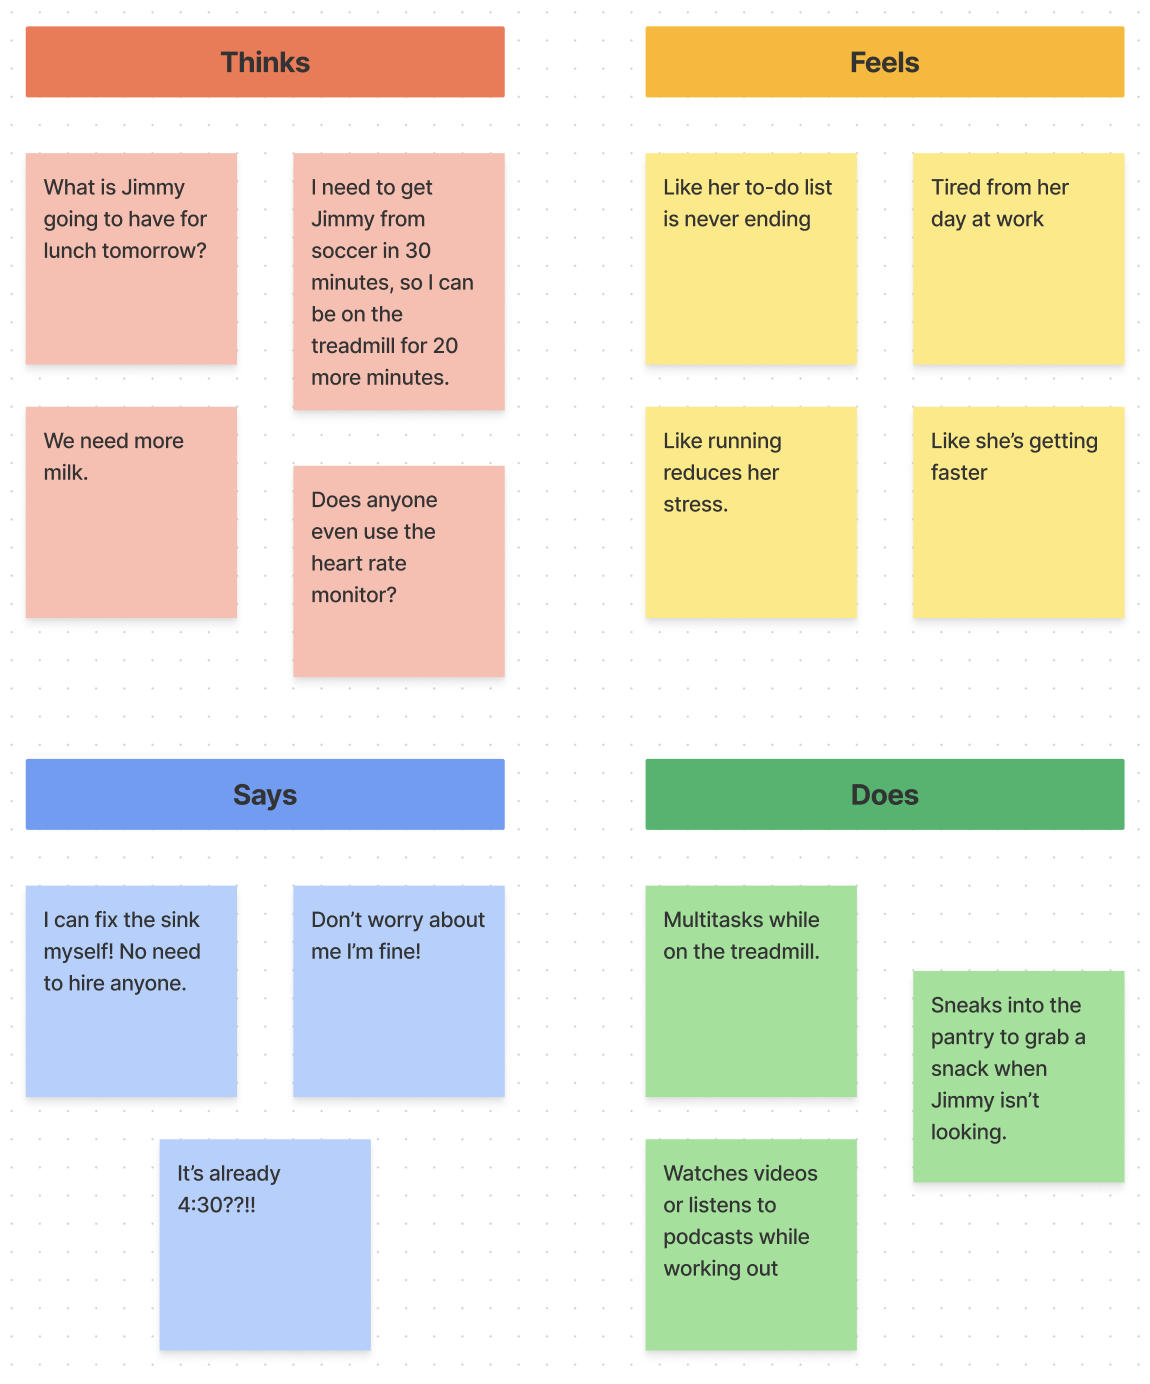 Thinks
What is Jimmy
going to have for
lunch tomorrow?
I need to get
Jimmy from
soccer in 30
minutes, so I can
be on the
treadmill for 20
more minutes.
We need more
milk.
Does anyone
even use the
heart rate
monitor?
Feels
Like her to-do list
is never ending
Tired from her
day at work
Like running
reduces her
stress.
Like she’s getting
faster
Says
I can fix the sink
myself! No need
to hire anyone.
Don’t worry about
me I’m fine!
It’s already
4:30??!!
Does
Multitasks while
on the treadmill.
Sneaks into the
pantry to grab a
snack when
Jimmy isn’t
looking.
Watches videos
or listens to
podcasts while
working out